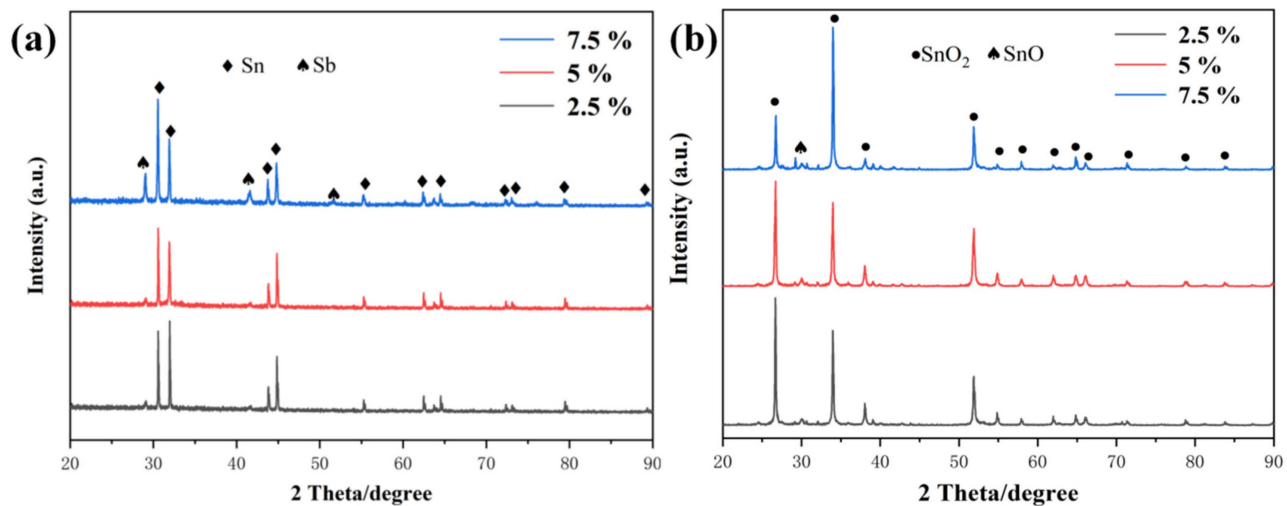 (a)
7.5 %
5 %
2.5 %
♦ Sn ♠ Sb
Intensity (a.u.)
20 30 40 50 60 70 80 90
2 Theta/degree
(b)
2.5 %
5 %
7.5 %
●SnO₂ ♠SnO
Intensity (a.u.)
20 30 40 50 60 70 80 90
2 Theta/degree